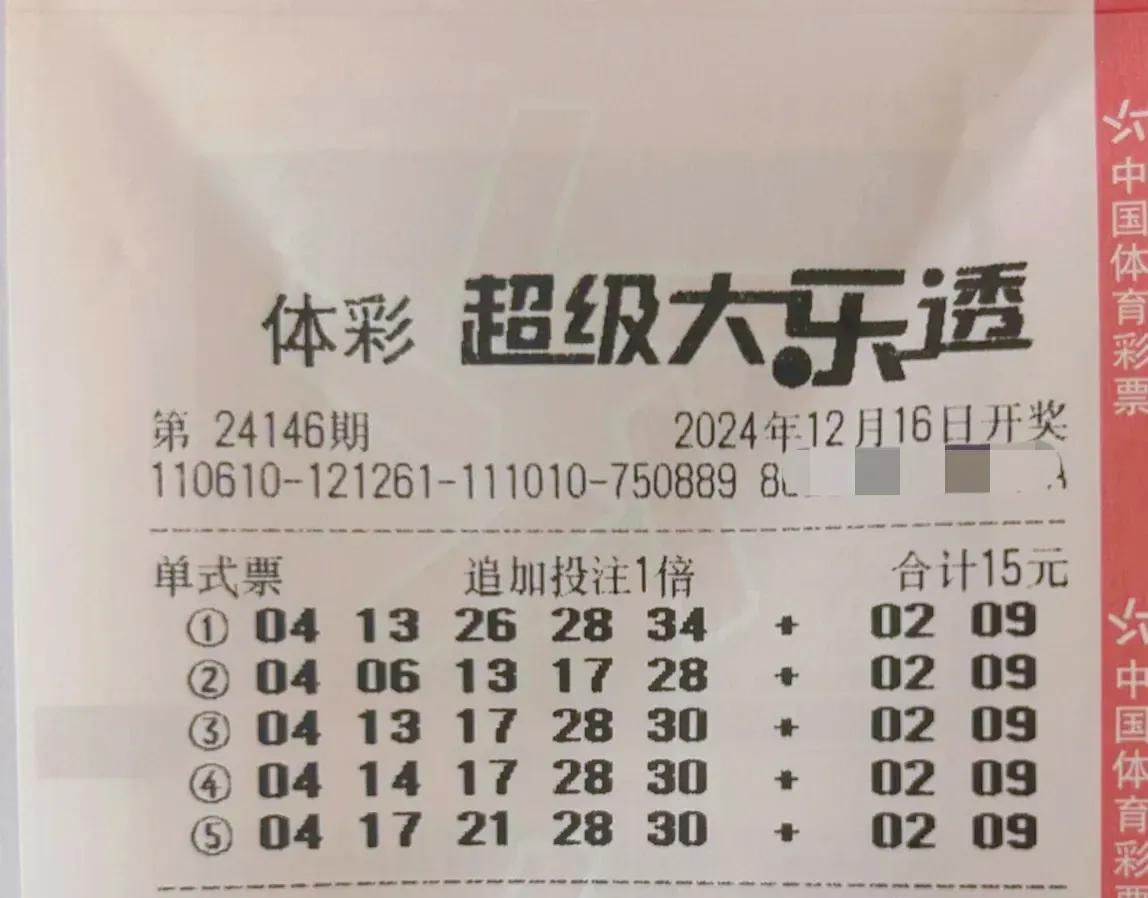 体彩 超级大乐透
第 24146期 2024年12月16日开奖
110610-121261-111010-750889
单式票 追加投注1倍 合计15元
① 04 13 26 28 34 + 02 09
② 04 06 13 17 28 + 02 09
③ 04 13 17 28 30 + 02 09
④ 04 14 17 28 30 + 02 09
⑤ 04 17 21 28 30 + 02 09
中国体育彩票
中国体育彩